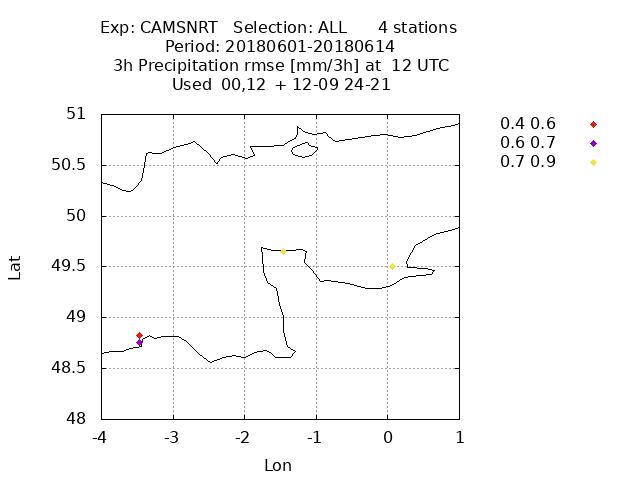 Exp: CAMSNRT   Selection: ALL      4 stations
Period: 20180601-20180614
3h Precipitation rmse [mm/3h] at  12 UTC
Used  00,12  + 12-09 24-21
51
0.4 0.6
0.6 0.7
0.7 0.9
50.5
50
49.5
Lat
49
48.5
48
-4 -3 -2 -1 0 1
Lon